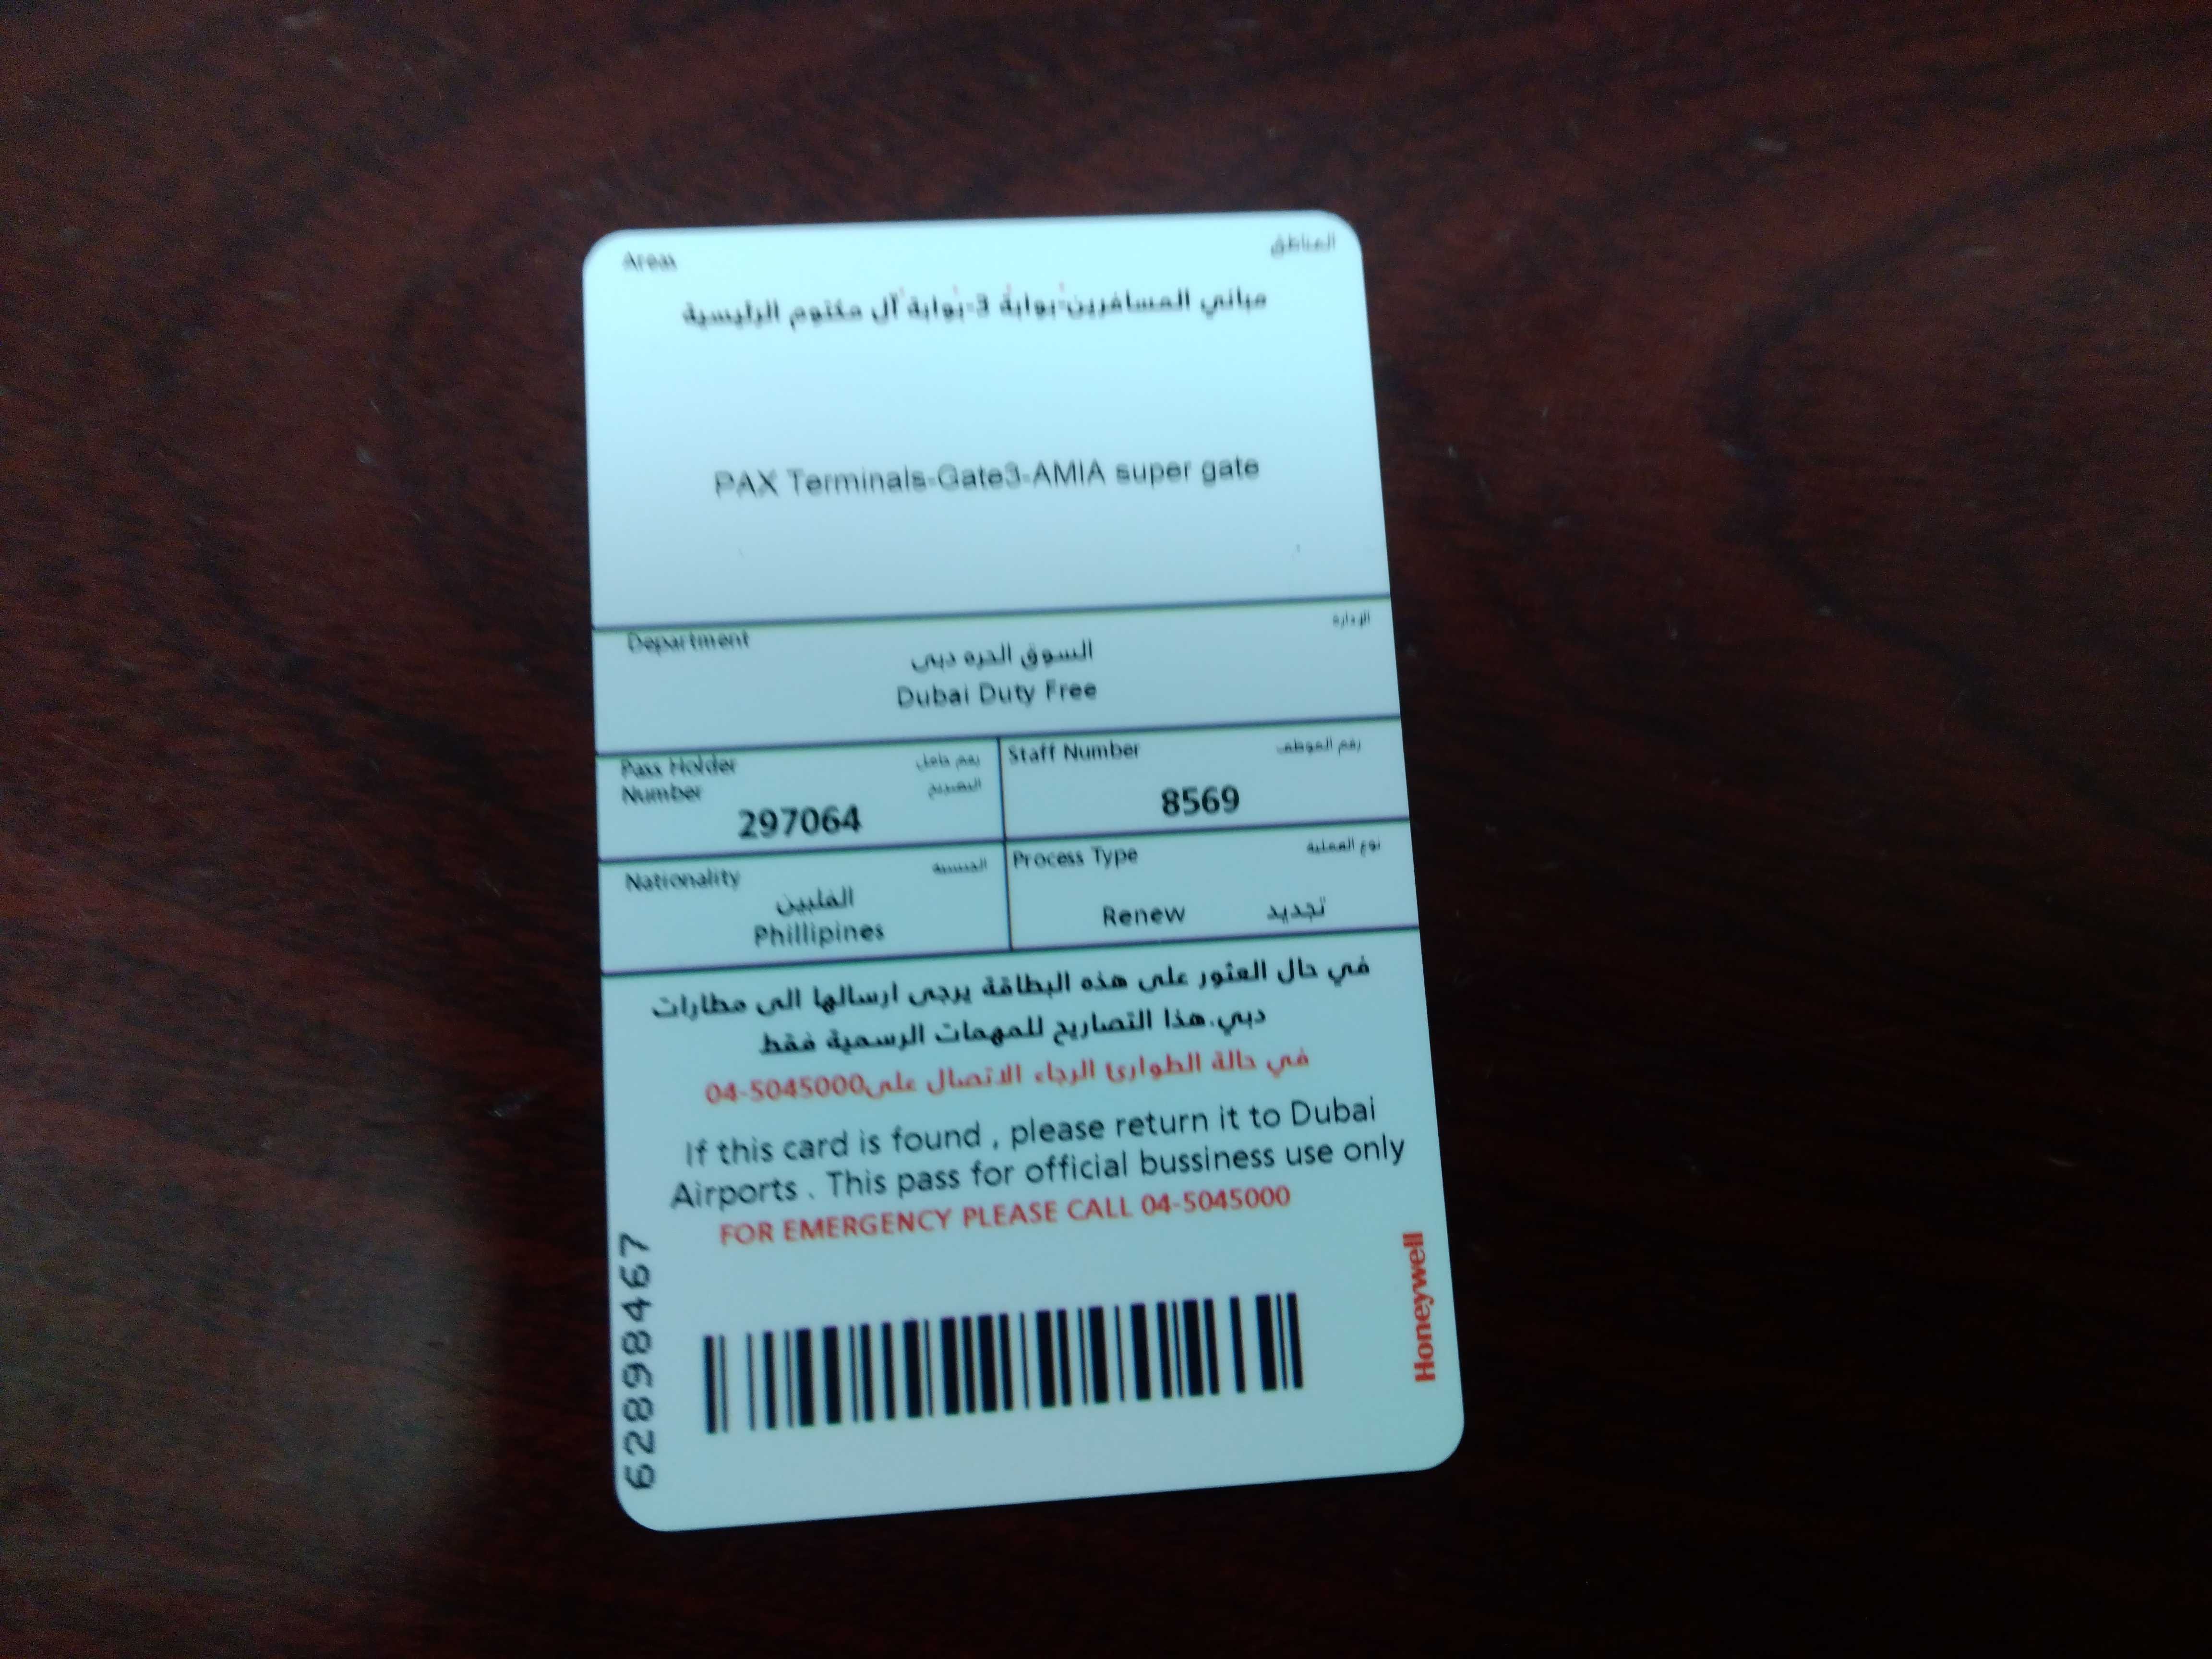 Areas المناطق
مباني المسافرين-بوابة 3-بوابة آل مكتوم الرئيسية
PAX Terminals-Gate3-AMIA super gate
Department الإدارة
السوق الحره دبي
Dubai Duty Free
Pass Holder رقم حامل
Number التصريح
297064
Staff Number رقم الموظف
8569
Nationality الجنسية
الفلبين
Phillipines
Process Type نوع العملية
Renew تجديد
في حال العثور على هذه البطاقة يرجى ارسالها الى مطارات
دبي.هذا التصاريح للمهمات الرسمية فقط
في حالة الطوارئ الرجاء الاتصال على04-5045000
If this card is found , please return it to Dubai
Airports . This pass for official bussiness use only
FOR EMERGENCY PLEASE CALL 04-5045000
62898467
Honeywell